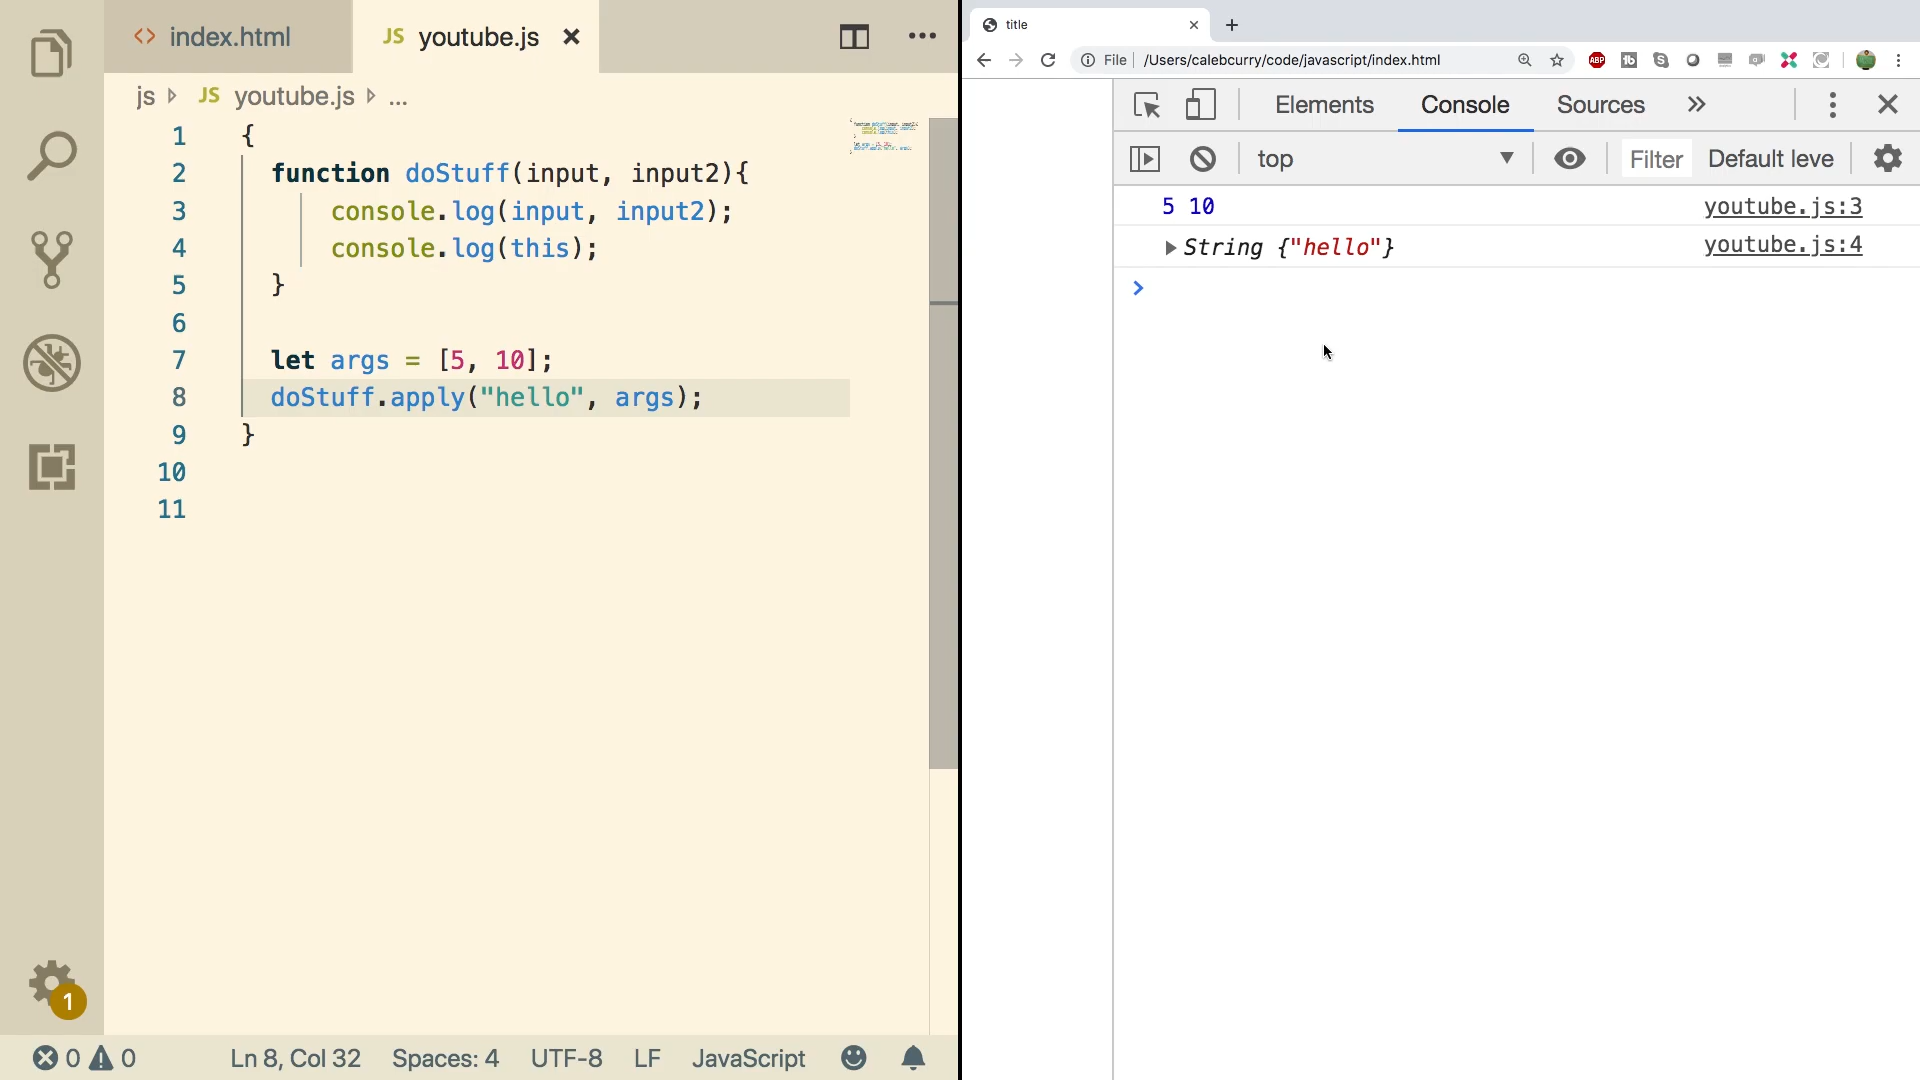 index.html
JS youtube.js
js JS youtube.js ...
1 {
2 function doStuff(input, input2){
3 console.log(input, input2);
4 console.log(this);
5 }
6
7 let args = [5, 10];
8 doStuff.apply("hello", args);
9 }
10
11
1
0 0 Ln 8, Col 32 Spaces: 4 UTF-8 LF JavaScript
title
File /Users/calebcurry/code/javascript/index.html ABP
Elements Console Sources
top Filter Default leve
5 10 youtube.js:3
String {"hello"} youtube.js:4